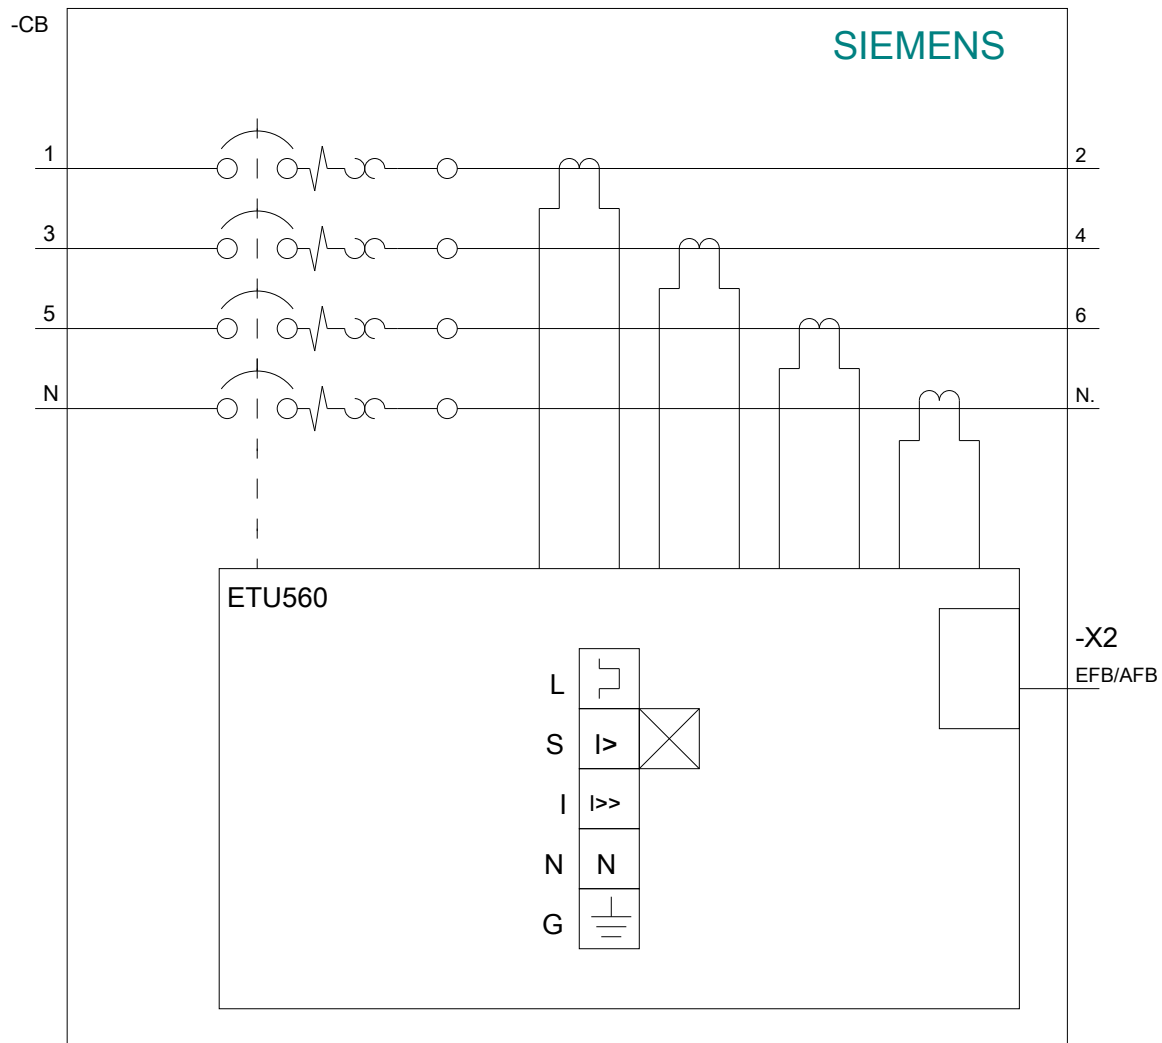 -CB
SIEMENS
1
2
3
4
5
6
N
N.
ETU560
-X2
EFB/AFB
L
S I>
I I>>
N N
G